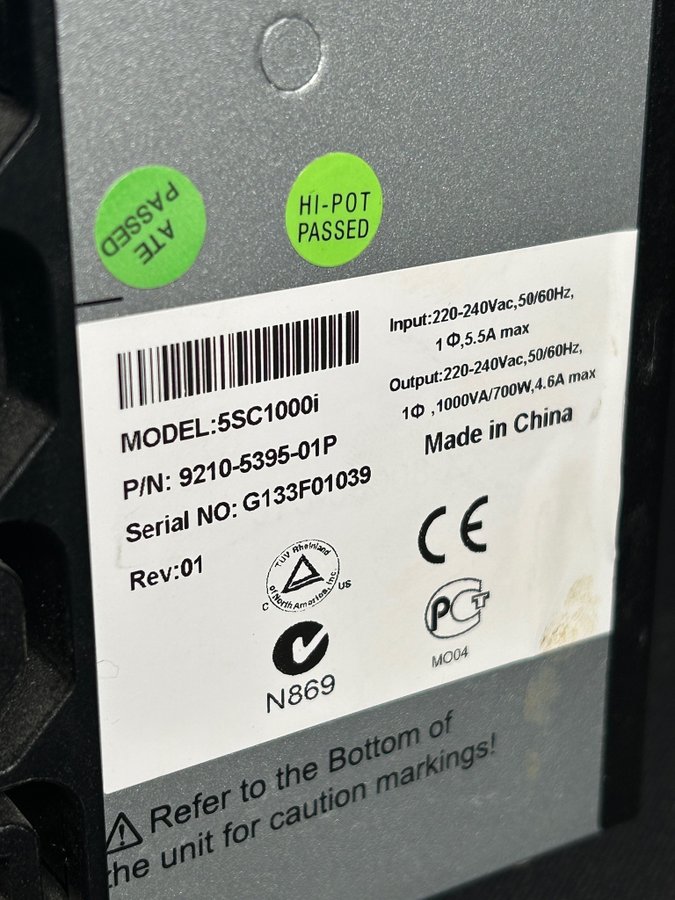 ATE
PASSED
HI-POT
PASSED
MODEL:5SC1000i
P/N: 9210-5395-01P
Serial NO: G133F01039
Rev:01
Input:220-240Vac,50/60Hz,
1Φ,5.5A max
Output:220-240Vac,50/60Hz,
1Φ ,1000VA/700W,4.6A max
Made in China
TUV Rheinland
of North America, Inc.
C US
CE
N869
PCT
MO04
Refer to the Bottom of
the unit for caution markings!